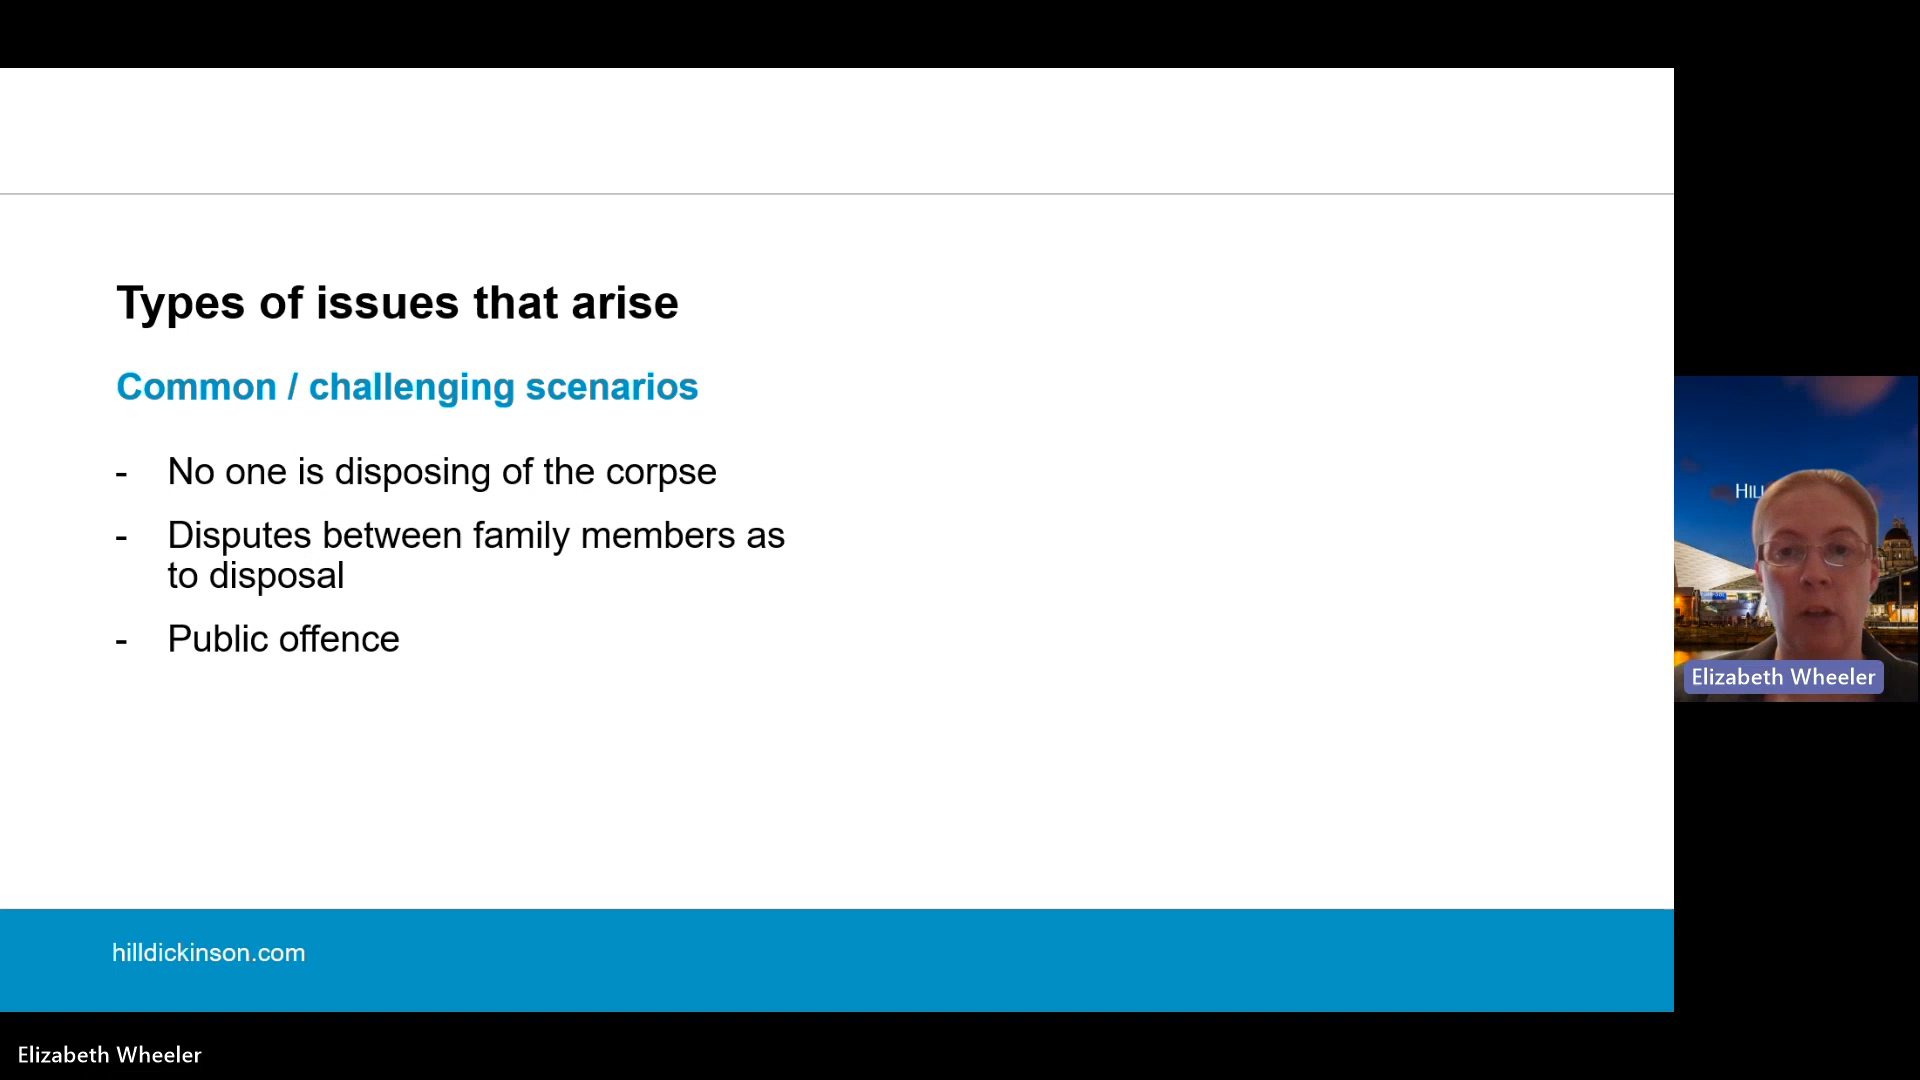 Types of issues that arise
Common / challenging scenarios
- No one is disposing of the corpse
- Disputes between family members as
to disposal
- Public offence
hilldickinson.com
HILL
Elizabeth Wheeler
Elizabeth Wheeler